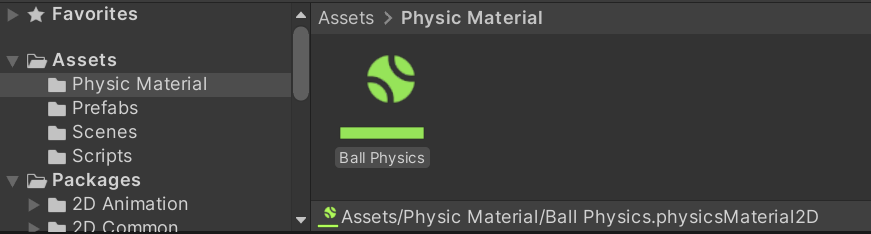 Favorites
Assets
Physic Material
Prefabs
Scenes
Scripts
Packages
2D Animation
2D Common
Assets > Physic Material
Ball Physics
Assets/Physic Material/Ball Physics.physicsMaterial2D